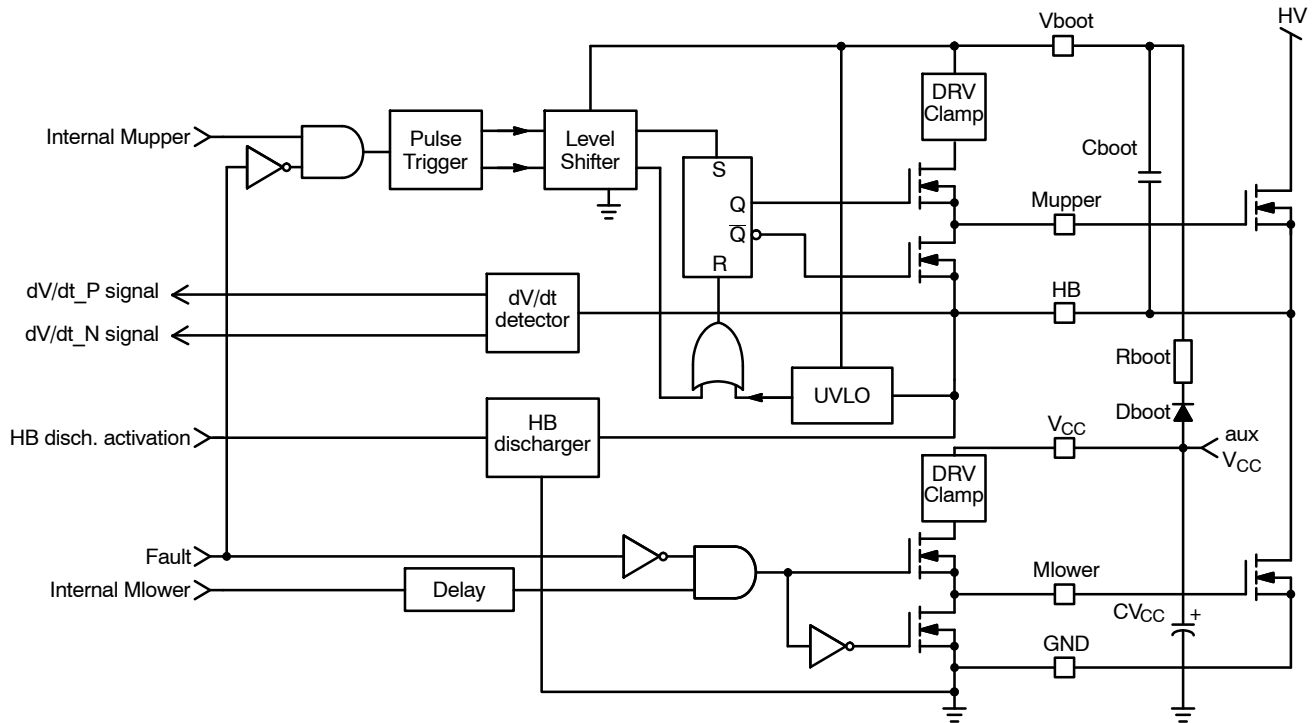 Vboot
HV
DRV
Clamp
Internal Mupper
Pulse
Trigger
Level
Shifter
Cboot
S
Q
Q̅
R
Mupper
dV/dt_P signal
dV/dt_N signal
dV/dt
detector
HB
Rboot
UVLO
Dboot
HB disch. activation
HB
discharger
VCC
aux
VCC
DRV
Clamp
Fault
Internal Mlower
Delay
Mlower
CVCC
+
GND